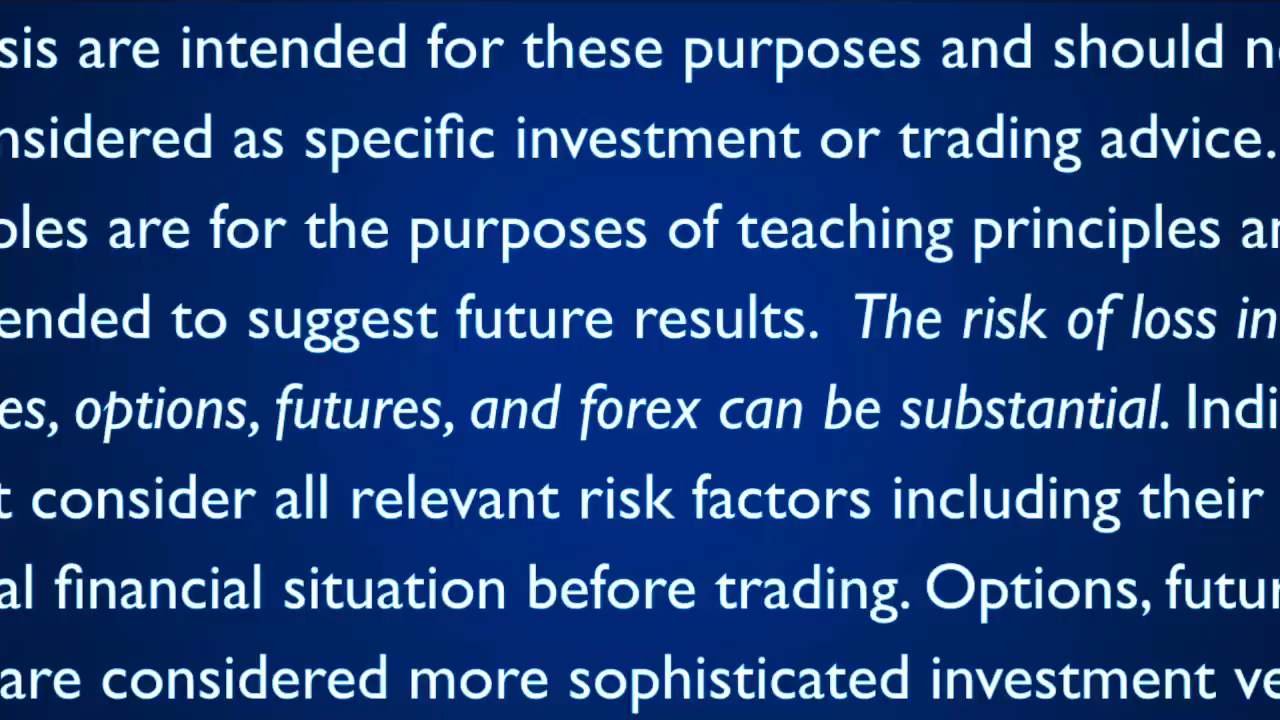 sis are intended for these purposes and should n
nsidered as specific investment or trading advice.
ples are for the purposes of teaching principles a
ended to suggest future results. The risk of loss in
es, options, futures, and forex can be substantial. Indi
t consider all relevant risk factors including their
al financial situation before trading. Options, futu
are considered more sophisticated investment ve